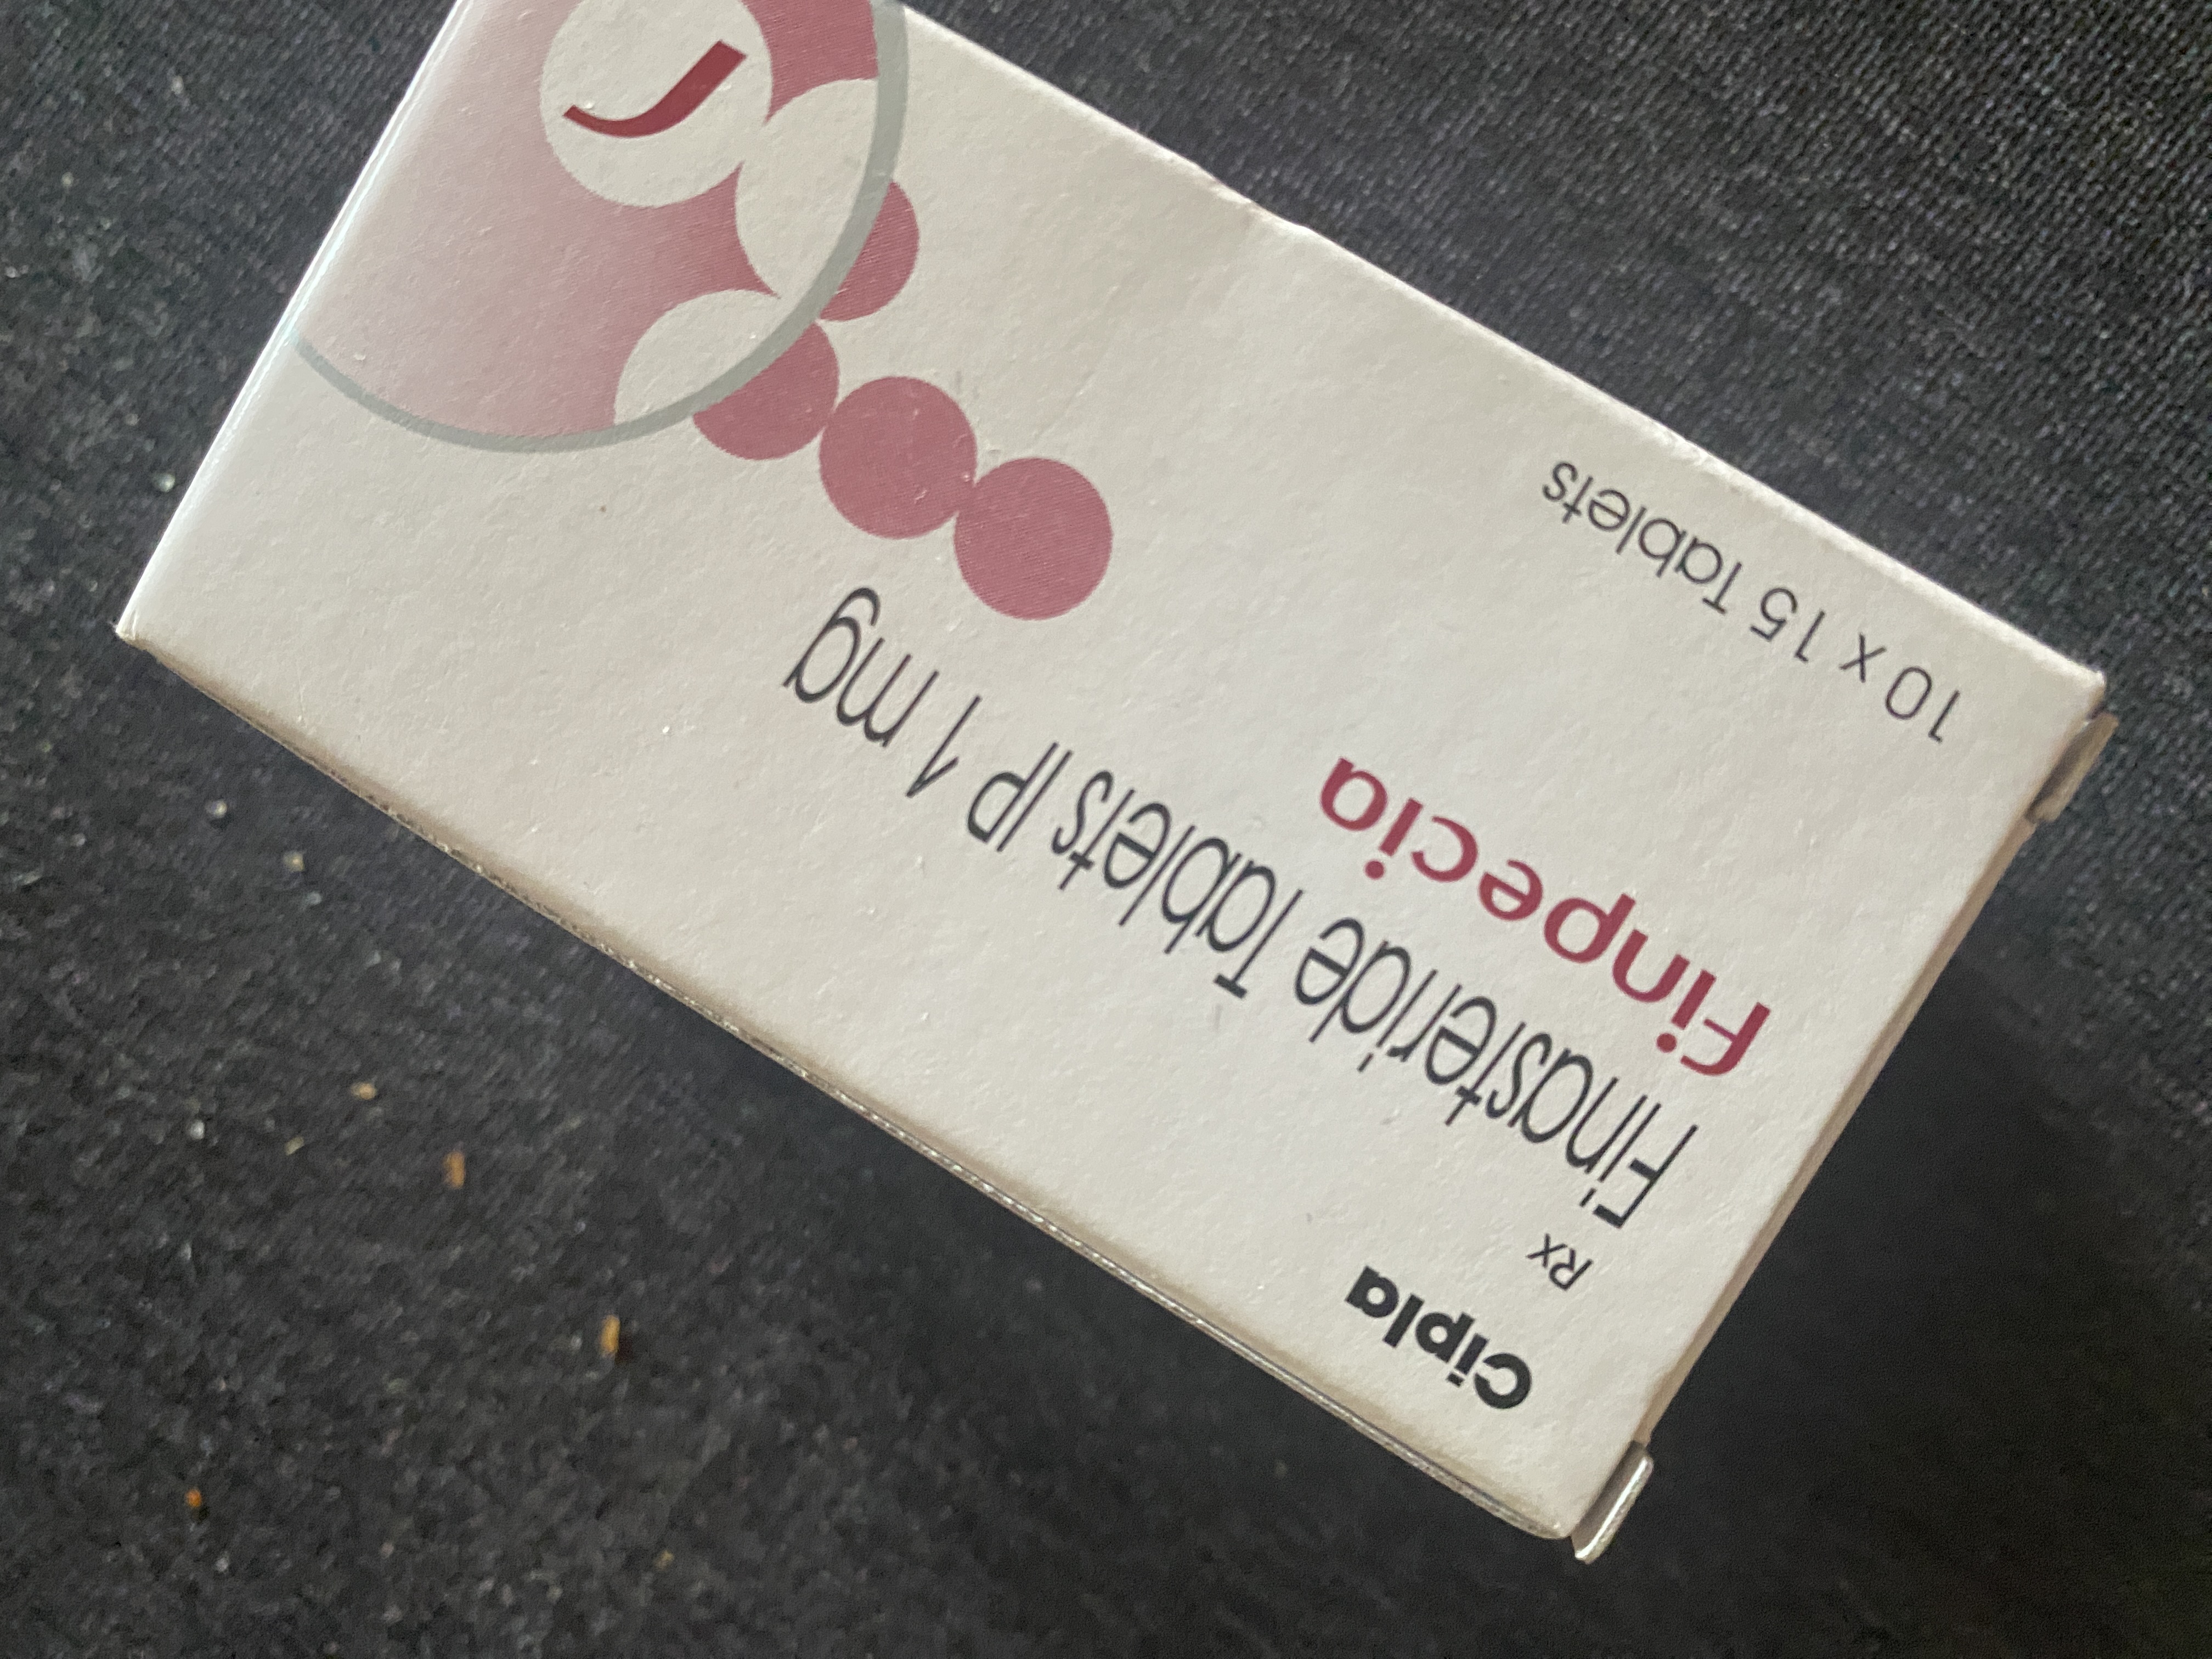 10 x 15 Tablets
Finpecia
Finasteride Tablets IP 1 mg
Rx
Cipla